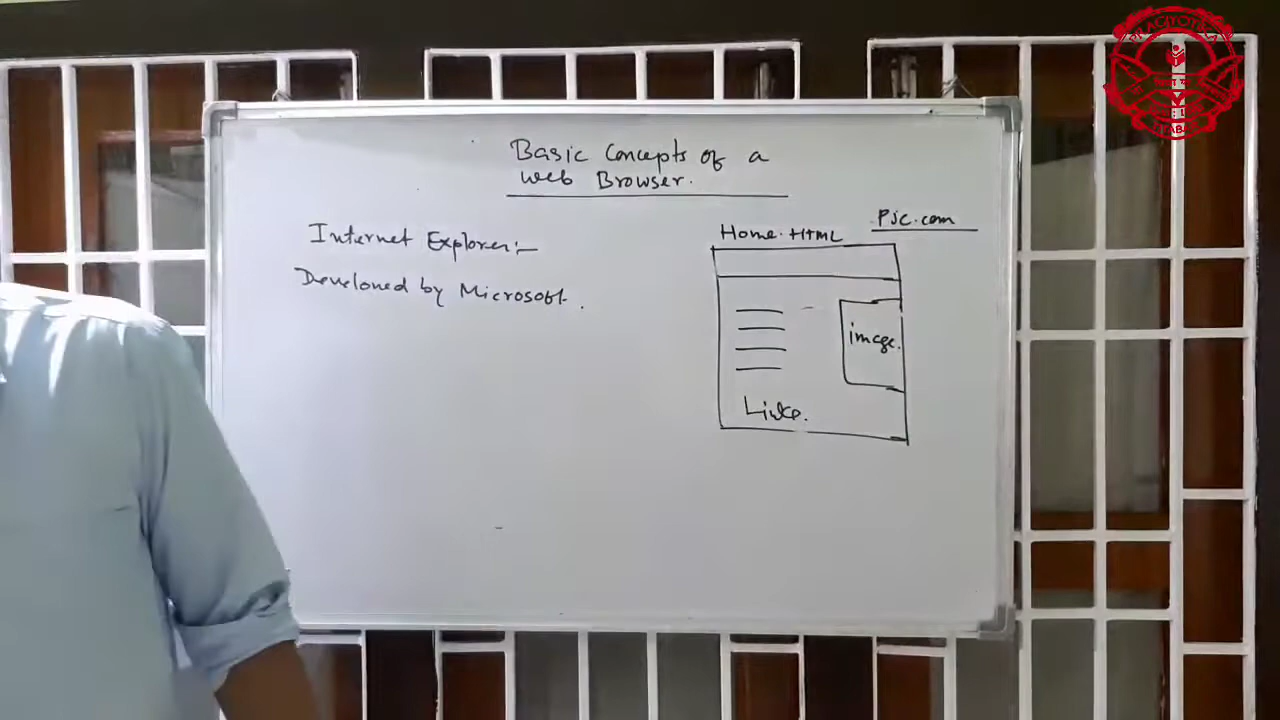 Basic Concepts of a
Web Browser.
Internet Explorer:-
Developed by Microsoft.
Psc.com
Home.HTML
image.
Links.